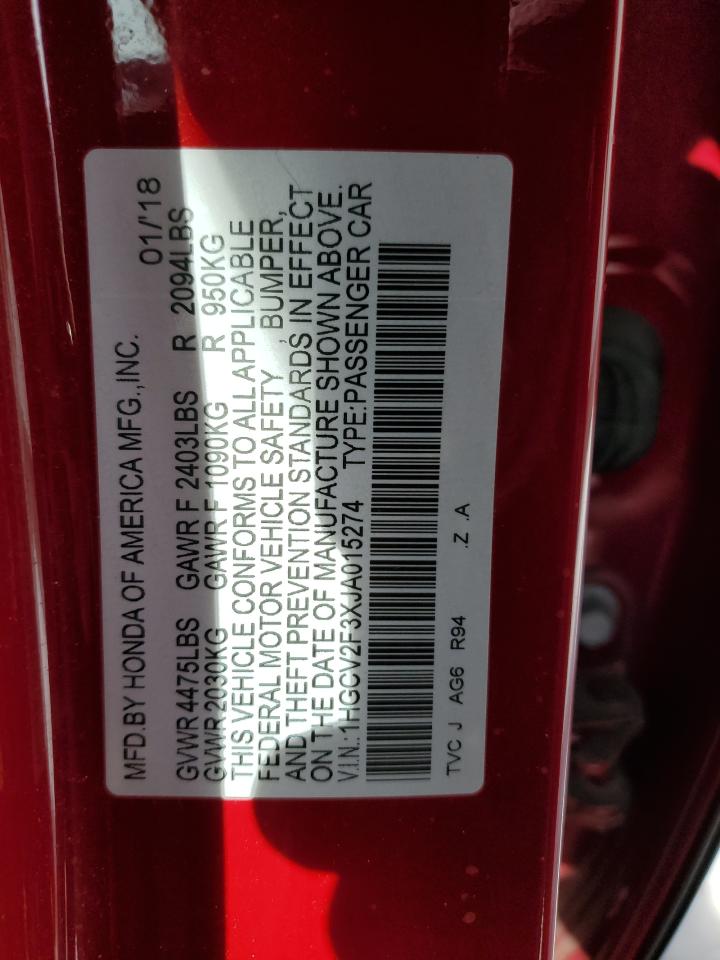 MFD.BY HONDA OF AMERICA MFG.,INC. 01/'18
GVWR 4475LBS GAWR F 2403LBS R 2094LBS
GVWR 2030KG GAWR F 1090KG R 950KG
THIS VEHICLE CONFORMS TO ALL APPLICABLE
FEDERAL MOTOR VEHICLE SAFETY , BUMPER,
AND THEFT PREVENTION STANDARDS IN EFFECT
ON THE DATE OF MANUFACTURE SHOWN ABOVE.
V.I.N.:1HGCV2F3XJA015274 TYPE:PASSENGER CAR
TVC J AG6 R94 .Z .A